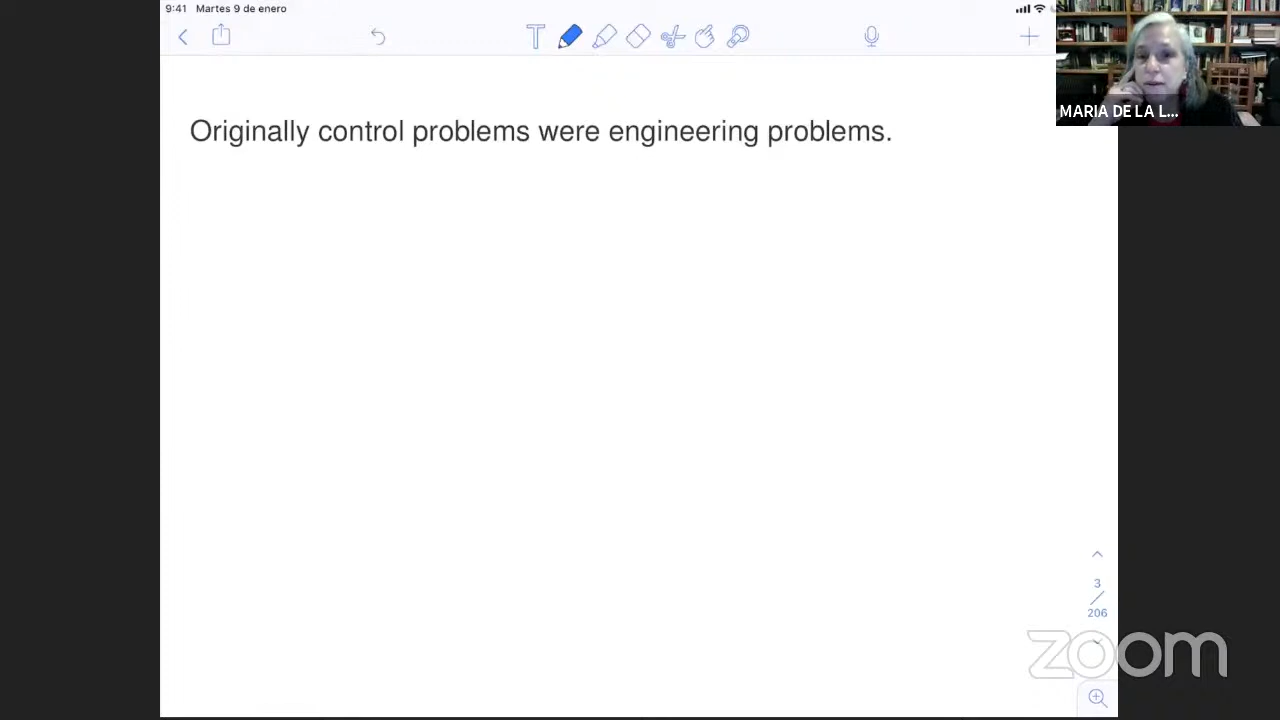 9:41 Martes 9 de enero
MARIA DE LA L...
Originally control problems were engineering problems.
3
206
zoom